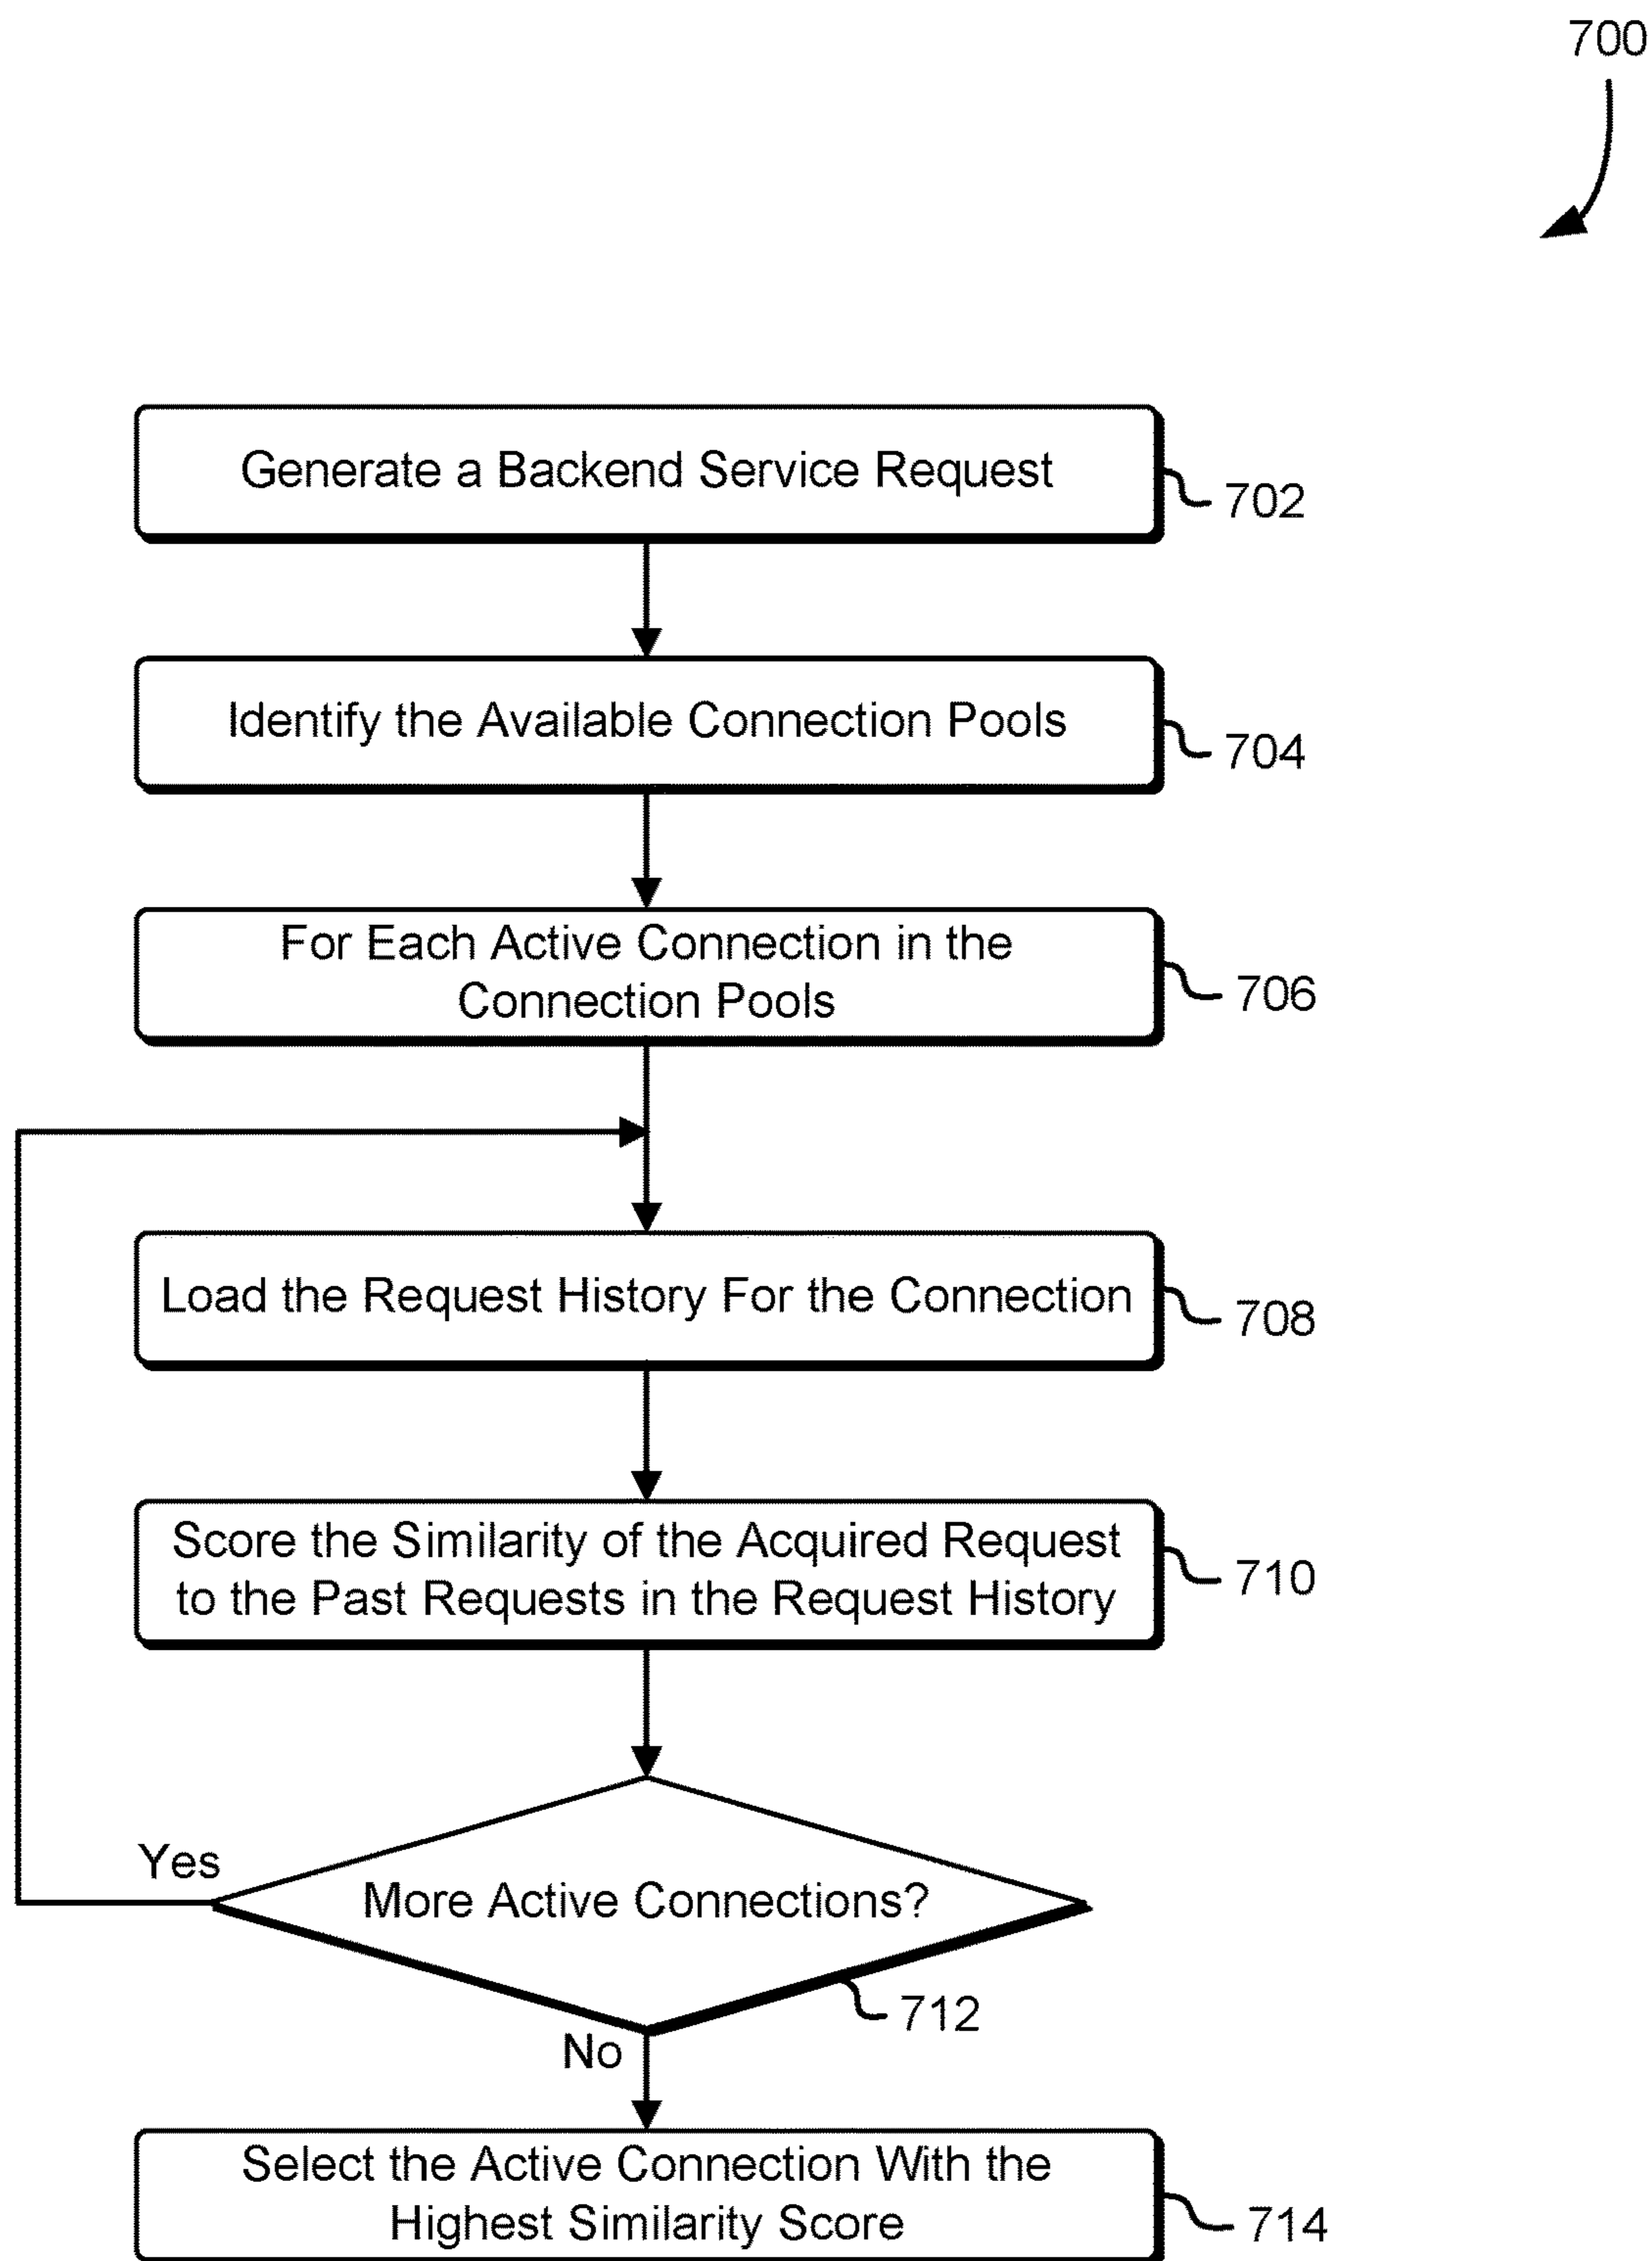 700
Generate a Backend Service Request
702
Identify the Available Connection Pools
704
For Each Active Connection in the
Connection Pools
706
Load the Request History For the Connection
708
Score the Similarity of the Acquired Request
to the Past Requests in the Request History
710
Yes
More Active Connections?
712
No
Select the Active Connection With the
Highest Similarity Score
714